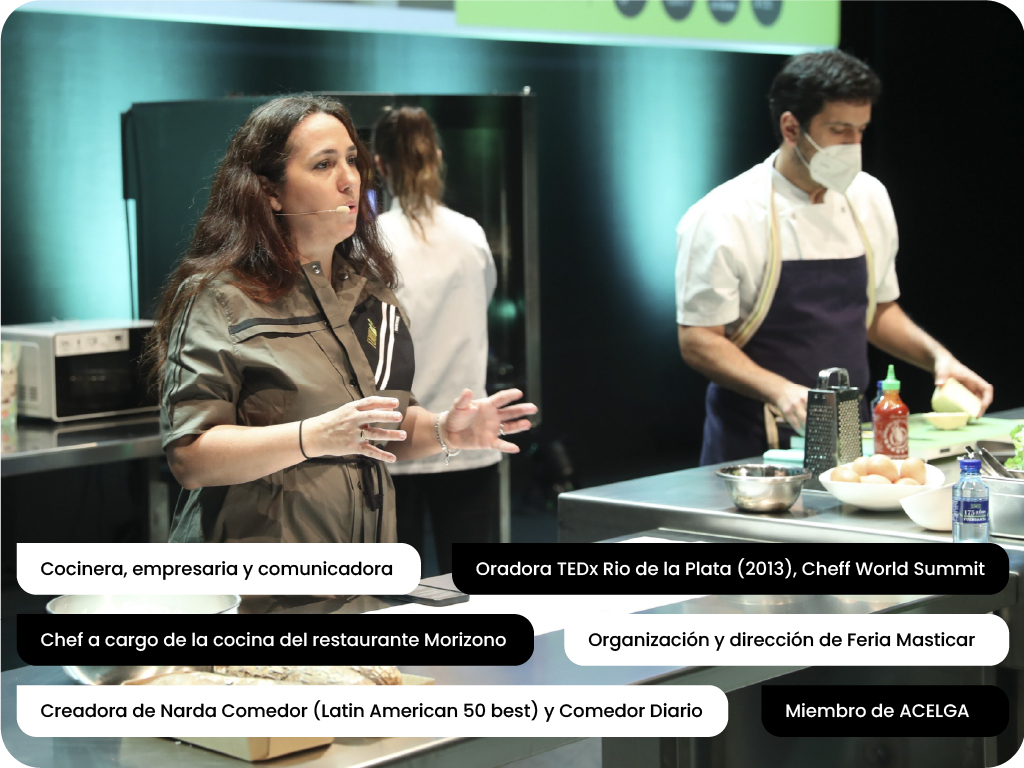 Cocinera, empresaria y comunicadora
Oradora TEDx Rio de la Plata (2013), Cheff World Summit
Chef a cargo de la cocina del restaurante Morizono
Organización y dirección de Feria Masticar
Creadora de Narda Comedor (Latin American 50 best) y Comedor Diario
Miembro de ACELGA